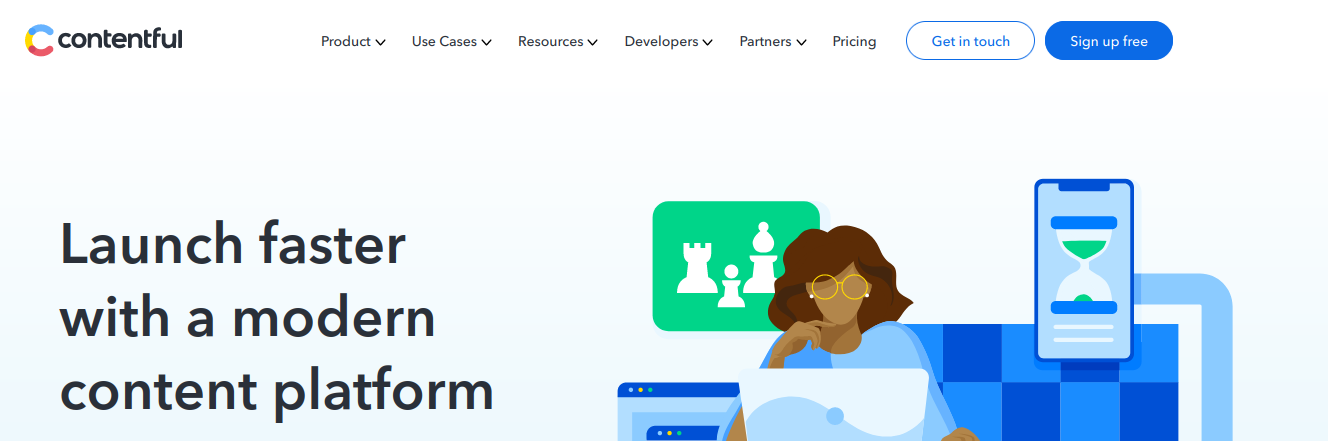 contentful
Product Use Cases Resources Developers Partners Pricing Get in touch Sign up free
Launch faster
with a modern
content platform